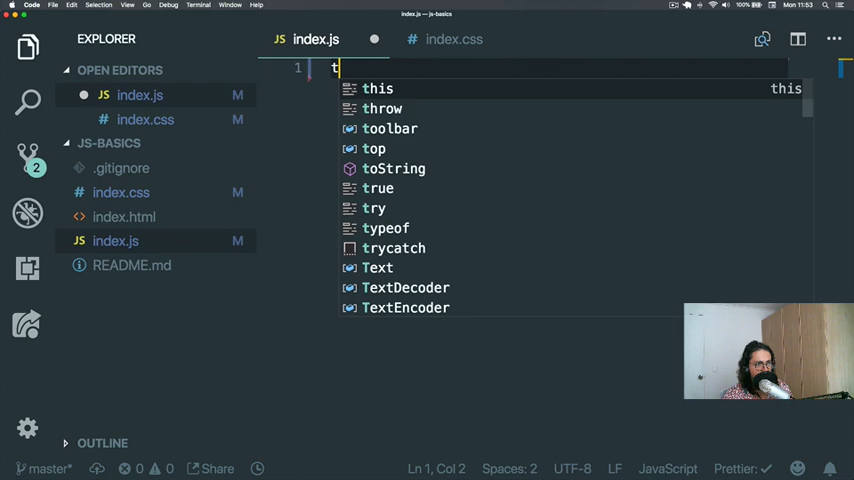 Code File Edit Selection View Go Debug Terminal Window Help
100%
Mon 11:53
index.js — js-basics
EXPLORER
JS index.js
# index.css
OPEN EDITORS
JS index.js M
# index.css M
JS-BASICS
.gitignore
# index.css M
<> index.html
JS index.js M
README.md
2
1 t
this this
throw
toolbar
top
toString
true
try
typeof
trycatch
Text
TextDecoder
TextEncoder
OUTLINE
master* 0 0 Share Ln 1, Col 2 Spaces: 2 UTF-8 LF JavaScript Prettier: ✓